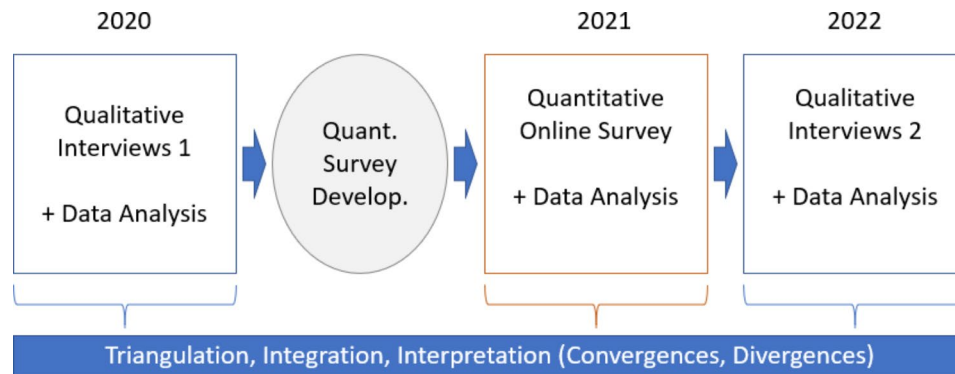 2020
2021
2022
Qualitative
Interviews 1
+ Data Analysis
Quant.
Survey
Develop.
Quantitative
Online Survey
+ Data Analysis
Qualitative
Interviews 2
+ Data Analysis
Triangulation, Integration, Interpretation (Convergences, Divergences)